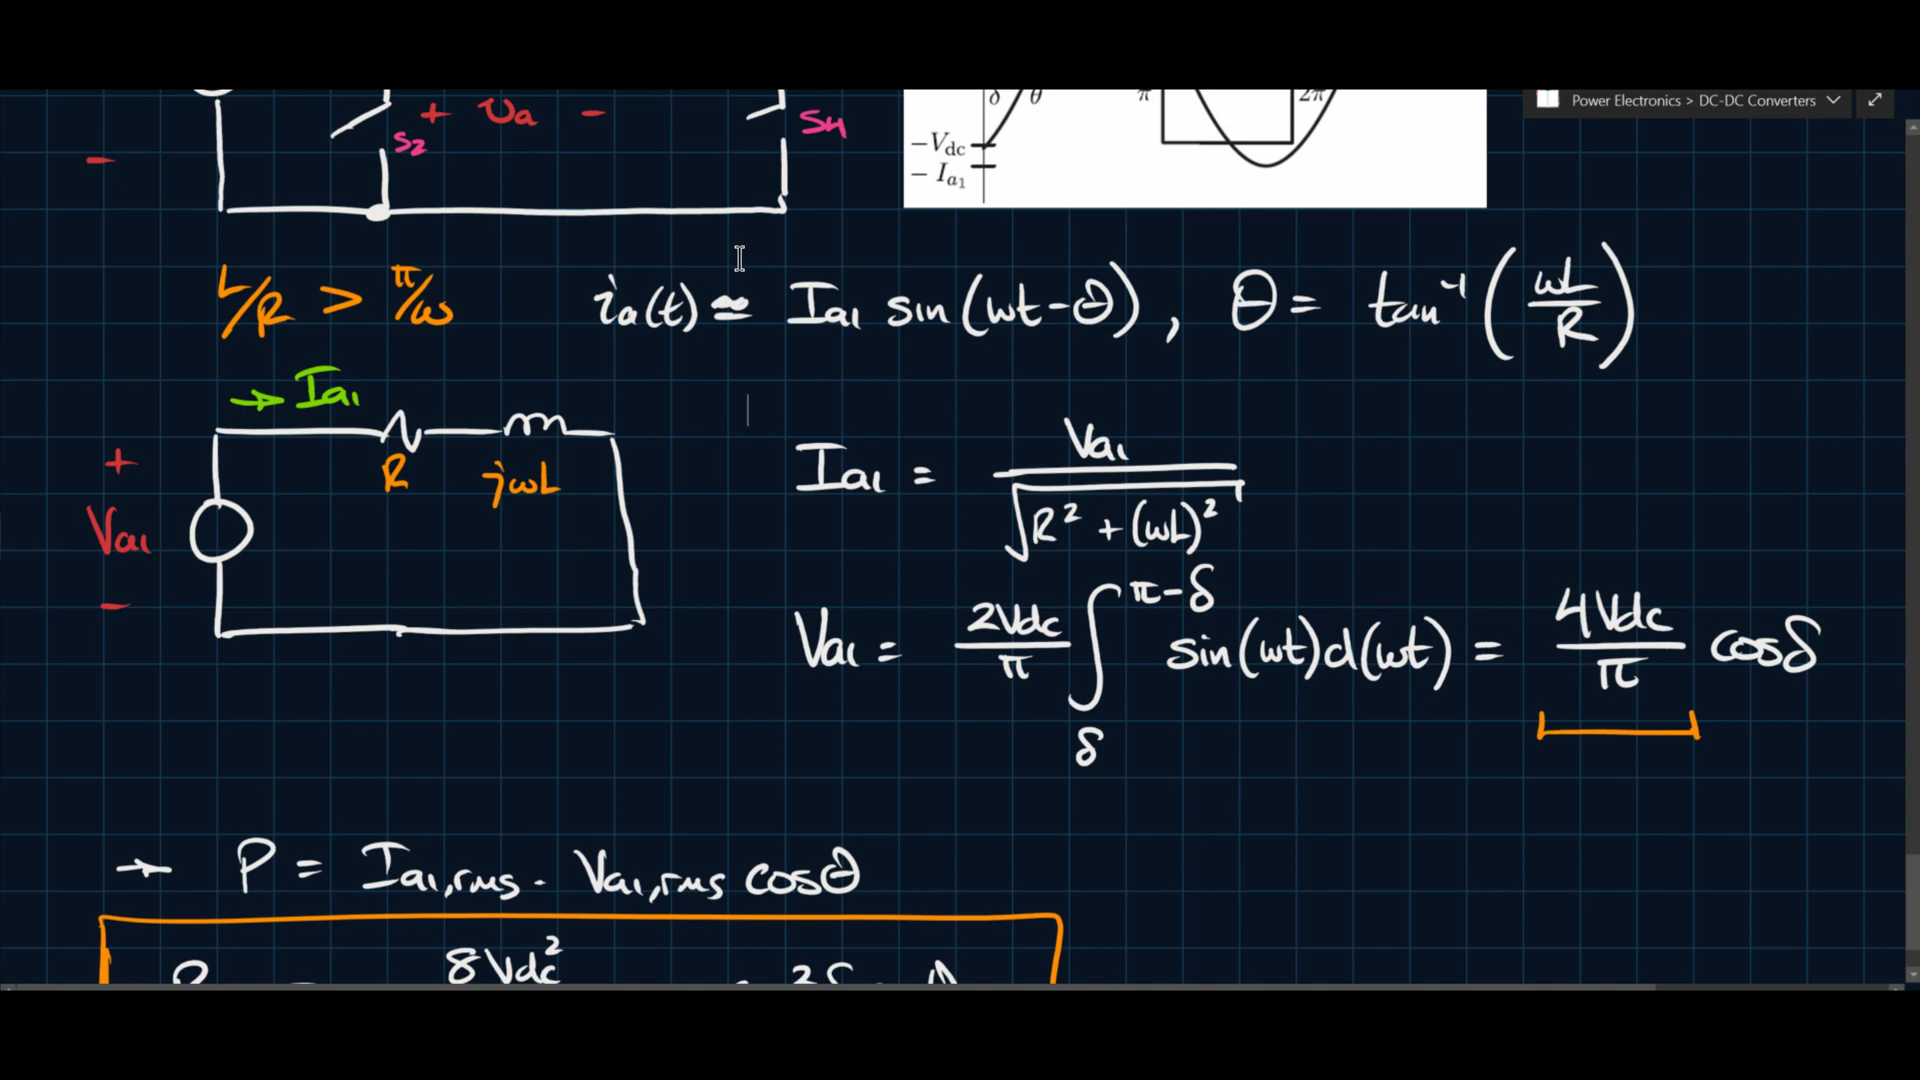 + va -
S2
S4
-
δ θ π 2π
-Vdc
- Ia1
Power Electronics > DC-DC Converters
L/R > π/ω
ia(t) ≃ Ia1 sin(ωt-θ), θ = tan⁻¹(ωL/R)
→ Ia1
+
Va1
-
R
jωL
Ia1 = Va1/√R² + (ωL)²
Va1 = 2Vdc/π ∫δ^π-δ sin(ωt)d(ωt) = 4Vdc/π cosδ
→ P = Ia1,rms · Va1,rms cosθ
8Vdc²